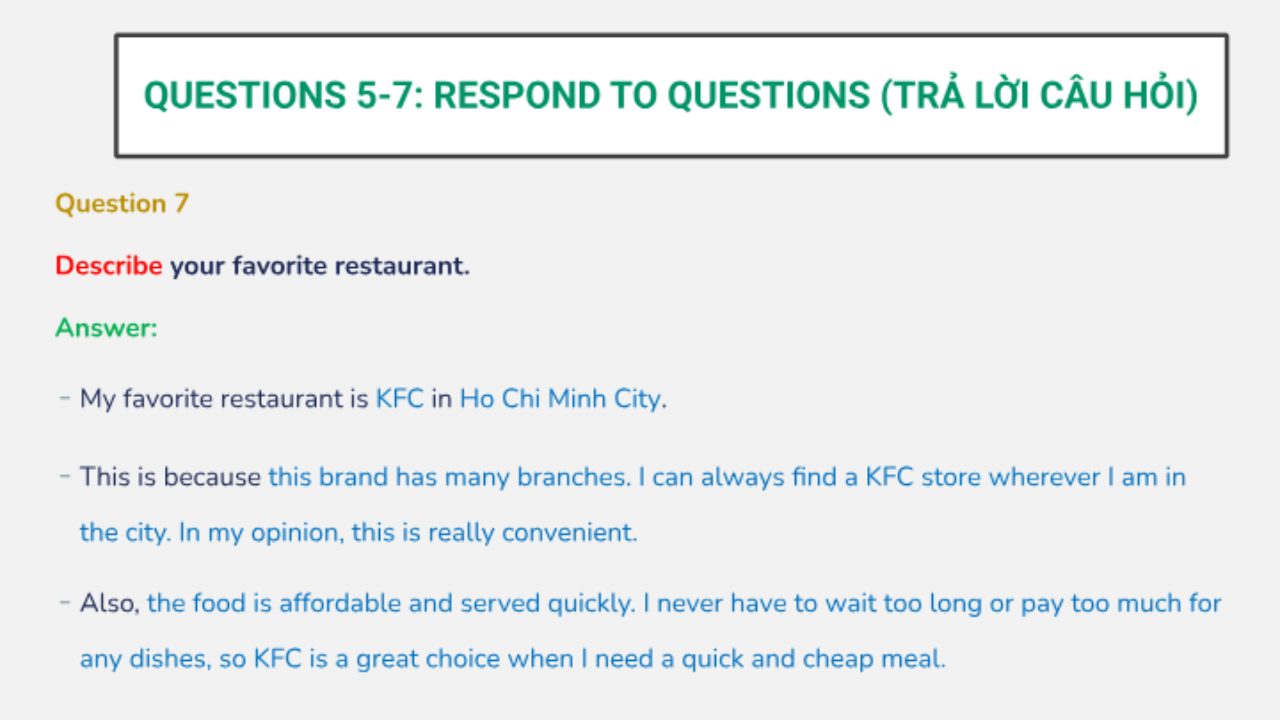 QUESTIONS 5-7: RESPOND TO QUESTIONS (TRẢ LỜI CÂU HỎI)
Question 7
Describe your favorite restaurant.
Answer:
- My favorite restaurant is KFC in Ho Chi Minh City.
- This is because this brand has many branches. I can always find a KFC store wherever I am in
the city. In my opinion, this is really convenient.
- Also, the food is affordable and served quickly. I never have to wait too long or pay too much for
any dishes, so KFC is a great choice when I need a quick and cheap meal.